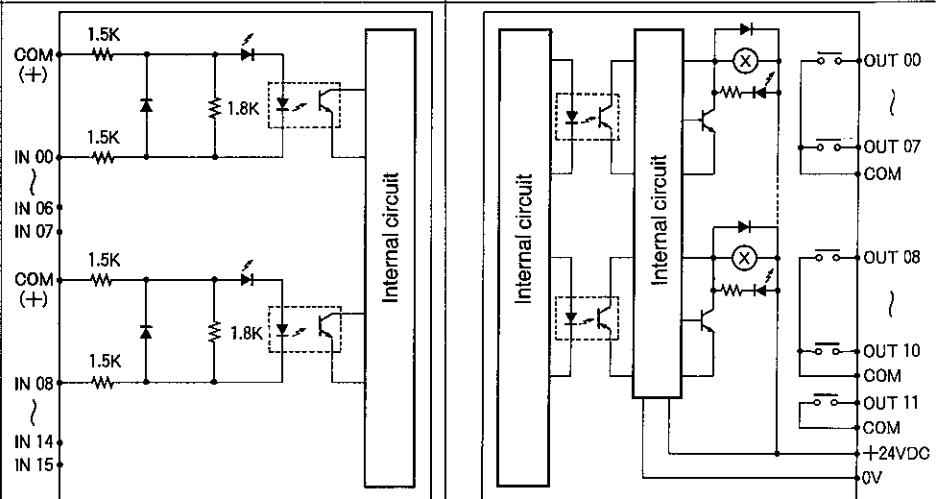 1.5K
COM
(+)
1.8K
1.5K
IN 00
IN 06
IN 07
1.5K
COM
(+)
1.8K
1.5K
IN 08
IN 14
IN 15
Internal circuit
Internal circuit
Internal circuit
X
X
OUT 00
OUT 07
COM
OUT 08
OUT 10
COM
OUT 11
COM
+24VDC
0V